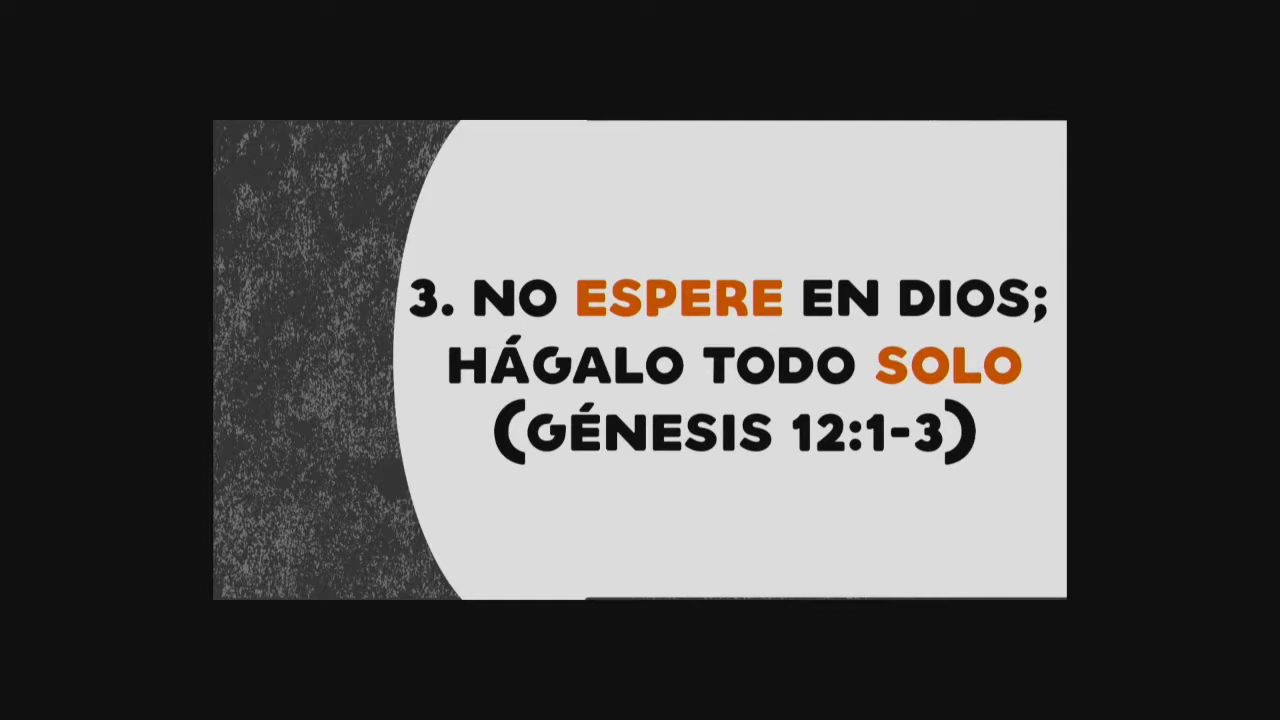 3. NO ESPERE EN DIOS;
HÁGALO TODO SOLO
(GÉNESIS 12:1-3)